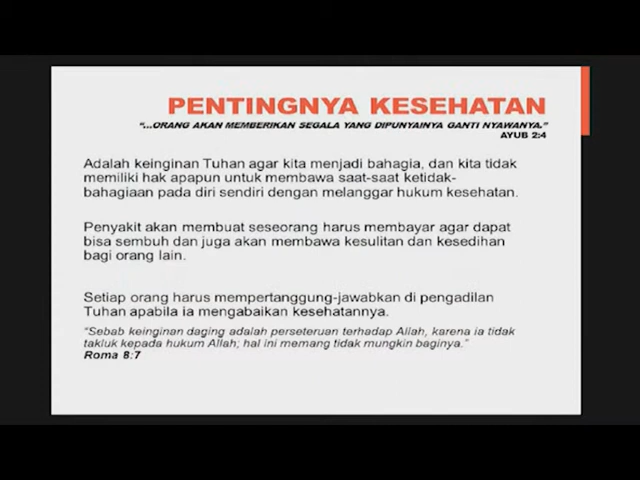 PENTINGNYA KESEHATAN
"...ORANG AKAN MEMBERIKAN SEGALA YANG DIPUNYAINYA GANTI NYAWANYA."
AYUB 2:4
Adalah keinginan Tuhan agar kita menjadi bahagia, dan kita tidak
memiliki hak apapun untuk membawa saat-saat ketidak-
bahagiaan pada diri sendiri dengan melanggar hukum kesehatan.
Penyakit akan membuat seseorang harus membayar agar dapat
bisa sembuh dan juga akan membawa kesulitan dan kesedihan
bagi orang lain.
Setiap orang harus mempertanggung-jawabkan di pengadilan
Tuhan apabila ia mengabaikan kesehatannya.
"Sebab keinginan daging adalah perseteruan terhadap Allah, karena ia tidak
takluk kepada hukum Allah; hal ini memang tidak mungkin baginya."
Roma 8:7